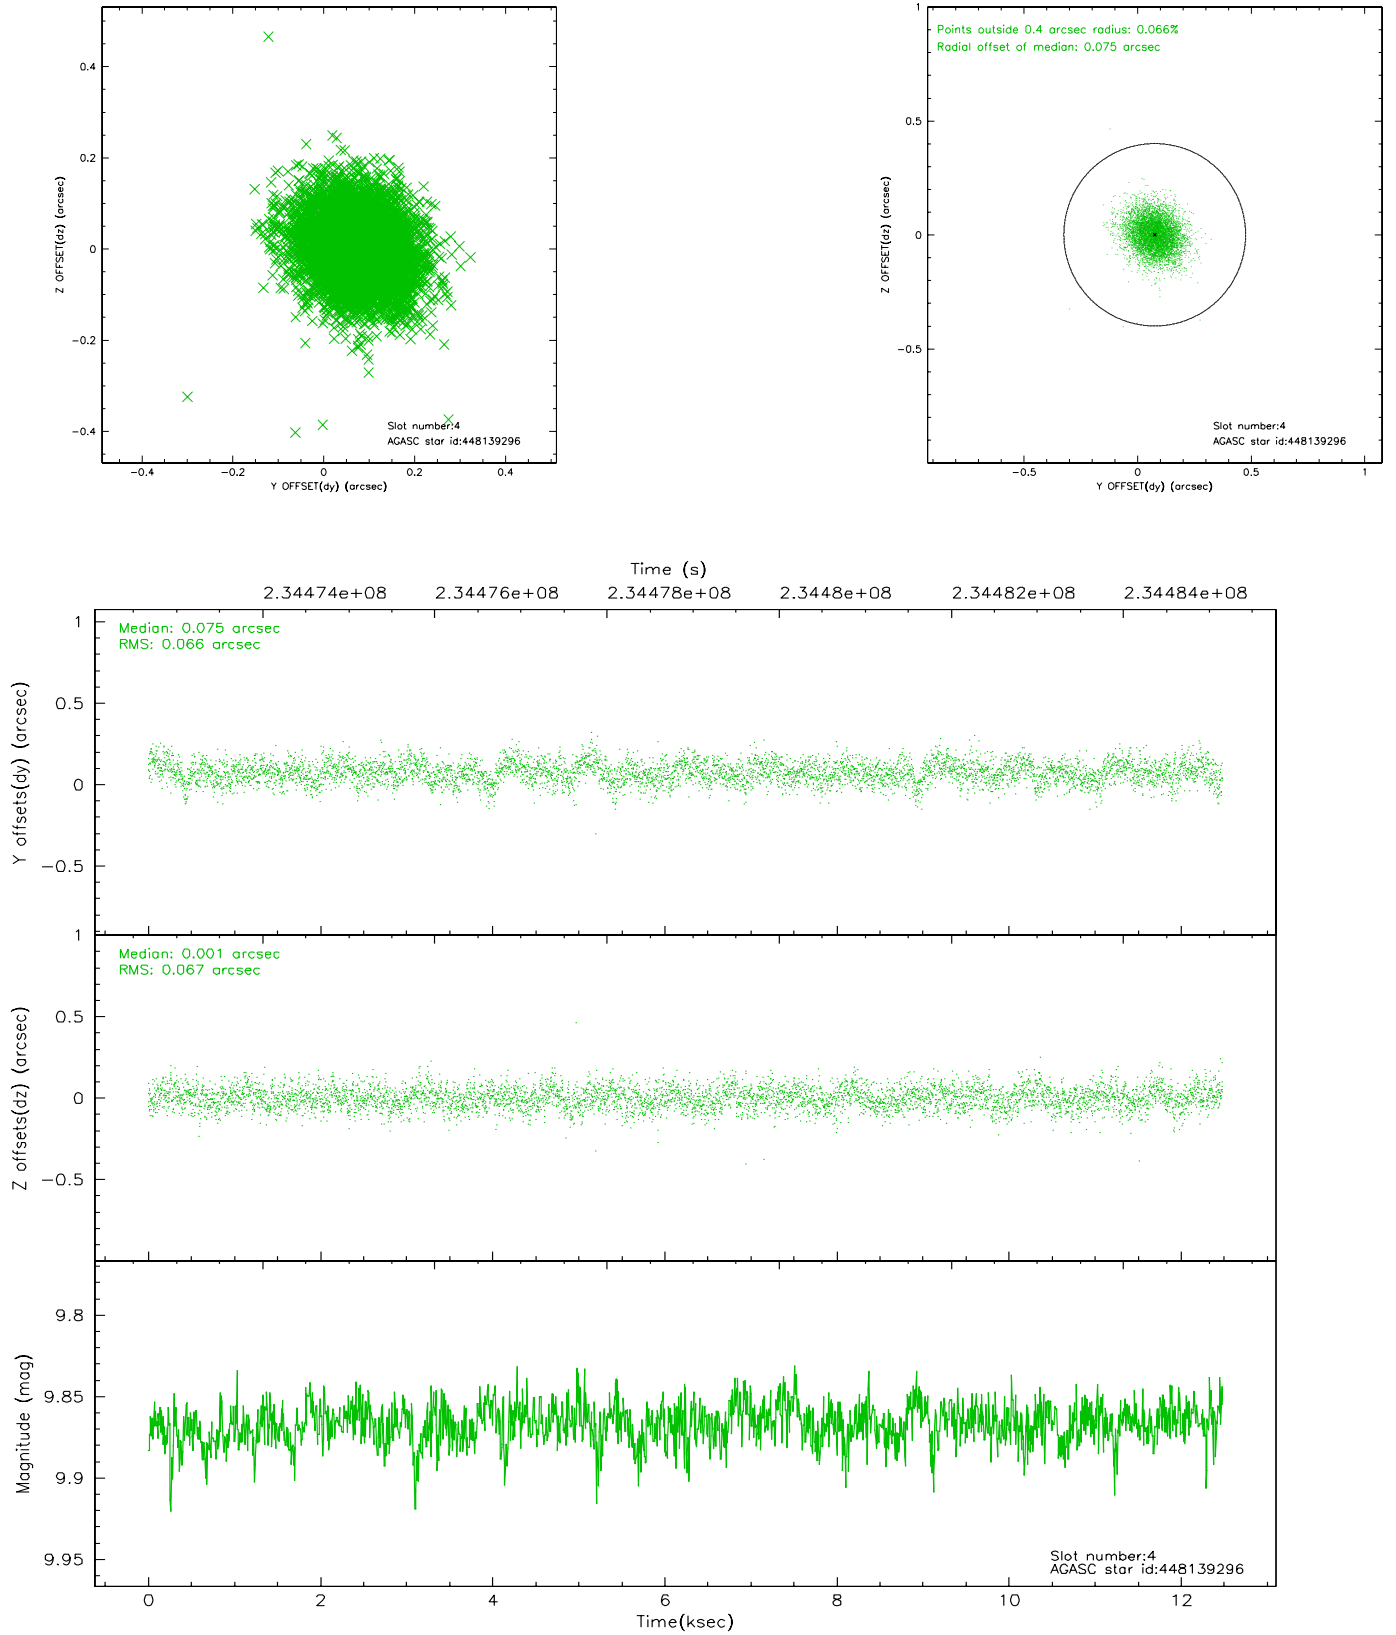 0.4
0.2
0
-0.2
-0.4
Z OFFSET(dz) (arcsec)
-0.4
-0.2
0
0.2
0.4
Y OFFSET(dy) (arcsec)
Slot number:4
AGASC star id:448139296
1
0.5
0
-0.5
Z OFFSET(dz) (arcsec)
-0.5
0
0.5
1
Y OFFSET(dy) (arcsec)
Points outside 0.4 arcsec radius: 0.066%
Radial offset of median: 0.075 arcsec
Slot number:4
AGASC star id:448139296
Time (s)
2.34474e+08
2.34476e+08
2.34478e+08
2.3448e+08
2.34482e+08
2.34484e+08
1
0.5
0
-0.5
-1
Y offsets(dy) (arcsec)
Median: 0.075 arcsec
RMS: 0.066 arcsec
1
0.5
0
-0.5
Z offsets(dz) (arcsec)
Median: 0.001 arcsec
RMS: 0.067 arcsec
9.8
9.85
9.9
9.95
Magnitude (mag)
Slot number:4
AGASC star id:448139296
0
2
4
6
8
10
12
Time(ksec)